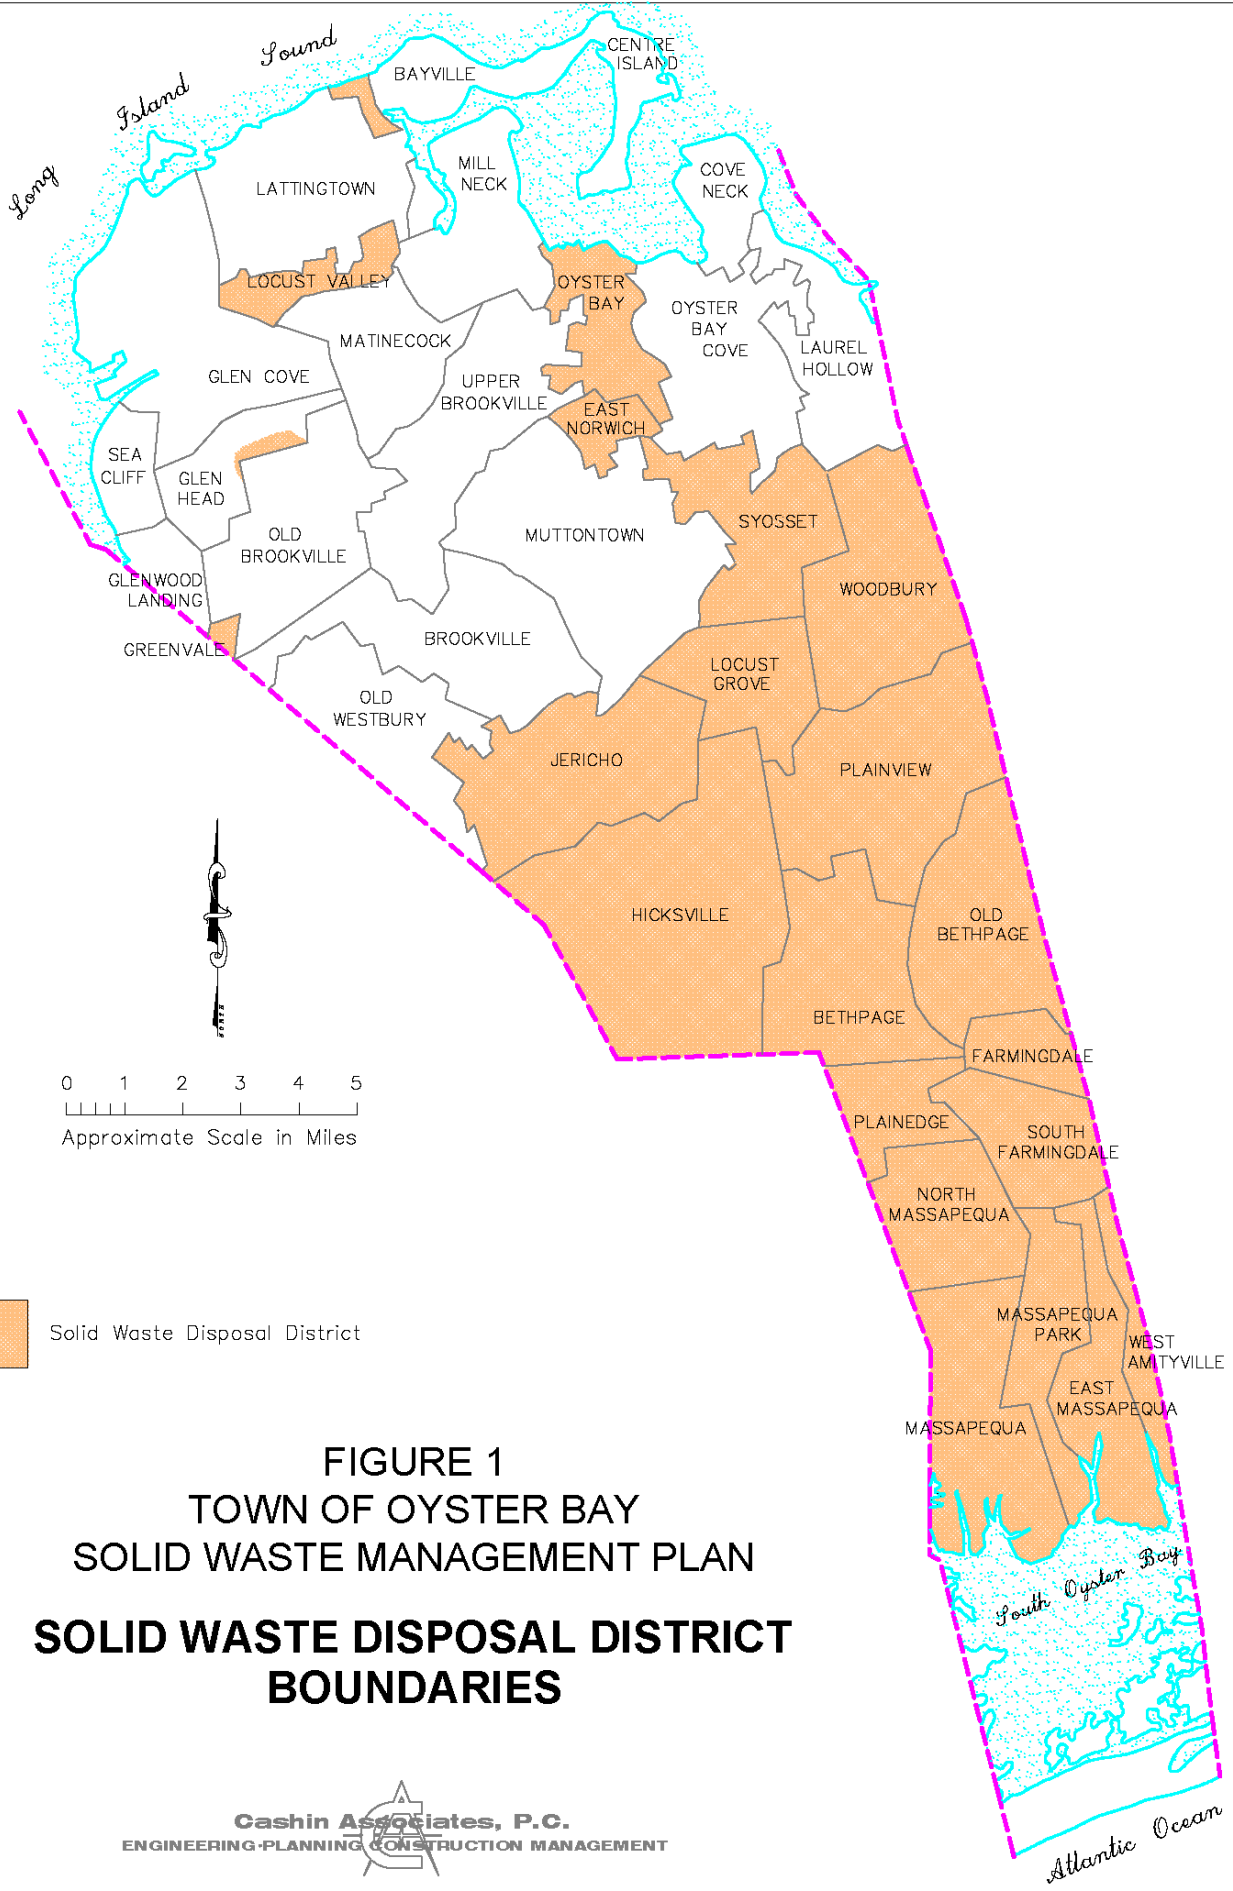 Long Island Sound
CENTRE
ISLAND
BAYVILLE
MILL
NECK
COVE
NECK
LATTINGTOWN
LOCUST VALLEY
OYSTER
BAY
OYSTER
BAY
COVE
LAUREL
HOLLOW
MATINECOCK
GLEN COVE
UPPER
BROOKVILLE
EAST
NORWICH
SEA
CLIFF
GLEN
HEAD
OLD
BROOKVILLE
MUTTONTOWN
SYOSSET
WOODBURY
GLENWOOD
LANDING
GREENVALE
BROOKVILLE
LOCUST
GROVE
OLD
WESTBURY
JERICHO
PLAINVIEW
HICKSVILLE
OLD
BETHPAGE
BETHPAGE
NORTH
FARMINGDALE
0 1 2 3 4 5
Approximate Scale in Miles
PLAINEDGE
SOUTH
FARMINGDALE
NORTH
MASSAPEQUA
MASSAPEQUA
PARK
WEST
AMITYVILLE
EAST
MASSAPEQUA
MASSAPEQUA
Solid Waste Disposal District
South Oyster Bay
Atlantic Ocean
FIGURE 1
TOWN OF OYSTER BAY
SOLID WASTE MANAGEMENT PLAN
SOLID WASTE DISPOSAL DISTRICT
BOUNDARIES
Cashin Associates, P.C.
ENGINEERING·PLANNING CONSTRUCTION MANAGEMENT